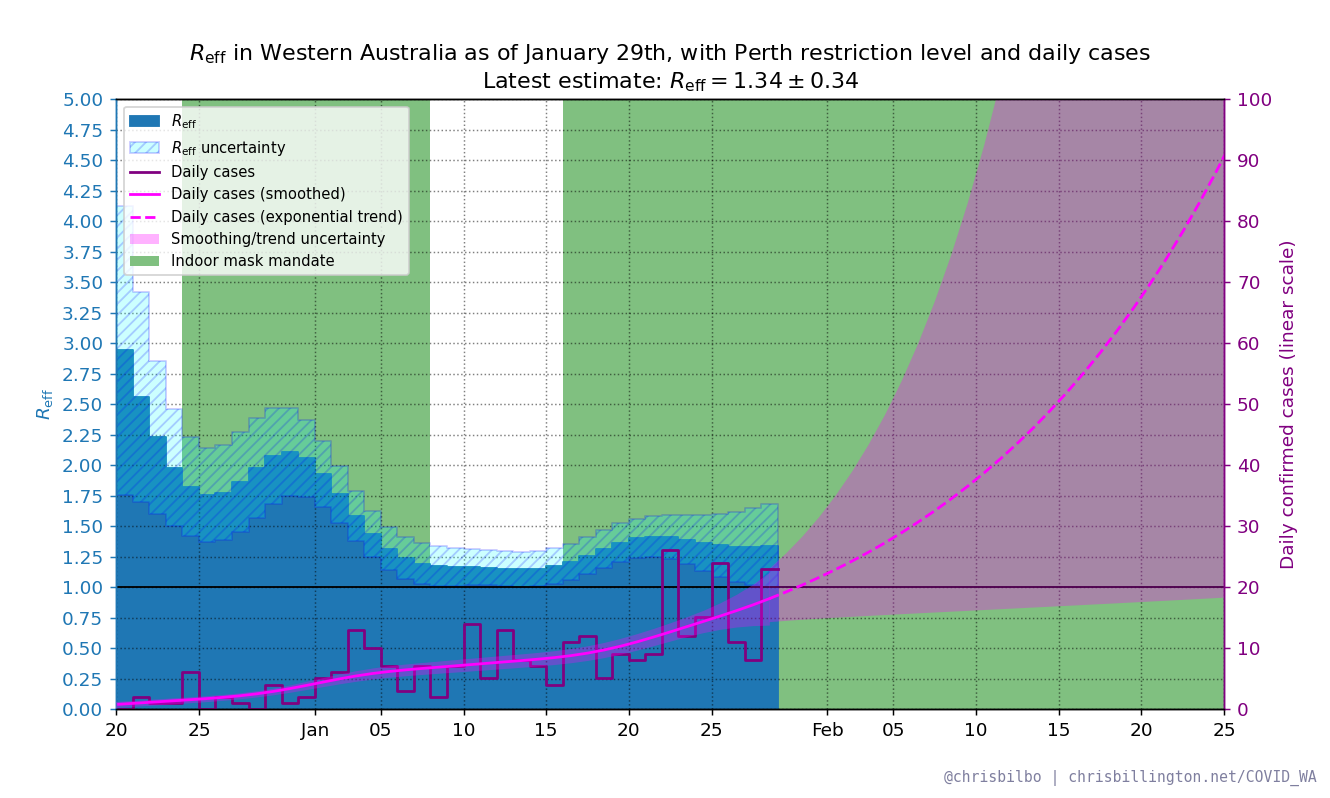 R_eff in Western Australia as of January 29th, with Perth restriction level and daily cases
Latest estimate: R_eff = 1.34 ± 0.34
5.00
4.75
4.50
4.25
4.00
3.75
3.50
3.25
3.00
2.75
2.50
2.25
2.00
1.75
1.50
1.25
1.00
0.75
0.50
0.25
0.00
R_eff
R_eff
R_eff uncertainty
Daily cases
Daily cases (smoothed)
Daily cases (exponential trend)
Smoothing/trend uncertainty
Indoor mask mandate
100
90
80
70
60
50
40
30
20
10
0
Daily confirmed cases (linear scale)
20 25 Jan 05 10 15 20 25 Feb 05 10 15 20 25
@chrisbilbo | chrisbillington.net/COVID_WA